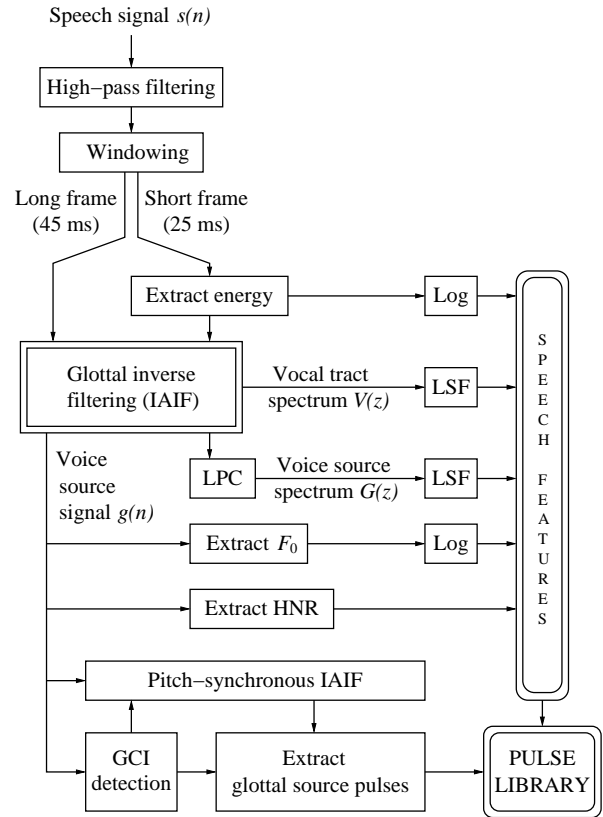 Speech signal s(n)
High–pass filtering
Windowing
Long frame
(45 ms)
Short frame
(25 ms)
Extract energy
Log
Glottal inverse
filtering (IAIF)
Vocal tract
spectrum V(z)
LSF
Voice
source
signal g(n)
LPC
Voice source
spectrum G(z)
LSF
Extract F0
Log
Extract HNR
SPEECH FEATURES
Pitch–synchronous IAIF
GCI
detection
Extract
glottal source pulses
PULSE
LIBRARY